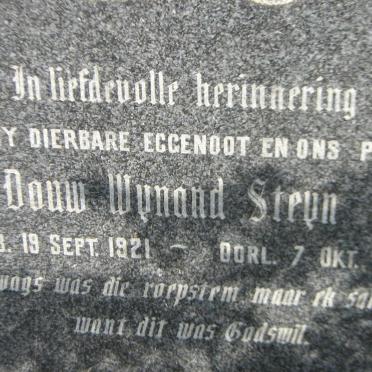 In liefdevolle herinnering
Y DIERBARE EGGENOOT EN ONS P
Douw Wynand Steyn
B. 19 SEPT. 1921 — OORL. 7 OKT.
was die roepstem maar ek
want dit was Godswil.